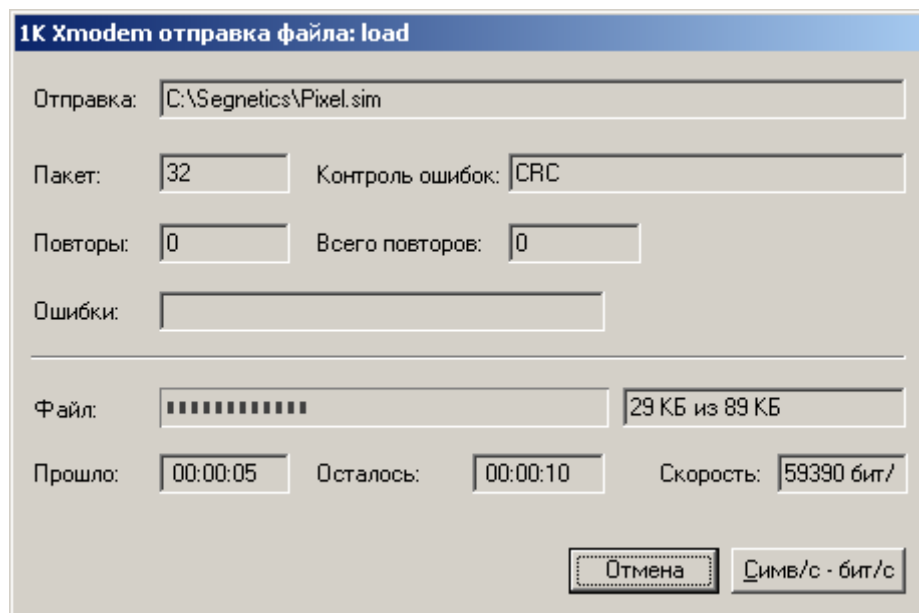 1K Xmodem отправка файла: load
Отправка: C:\Segnetics\Pixel.sim
Пакет: 32 Контроль ошибок: CRC
Повторы: 0 Всего повторов: 0
Ошибки:
Файл: 29 КБ из 89 КБ
Прошло: 00:00:05 Осталось: 00:00:10 Скорость: 59390 бит/
Отмена Симв/с - бит/с